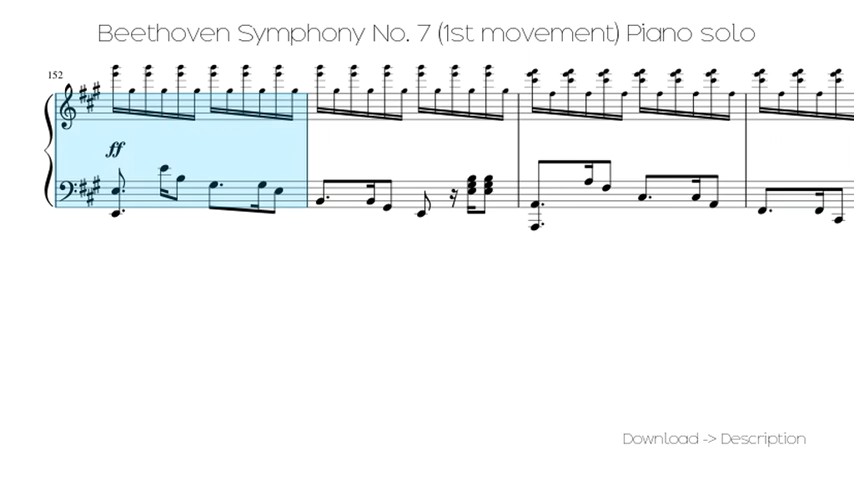 Beethoven Symphony No. 7 (1st movement) Piano solo
152
ff
Download -> Description